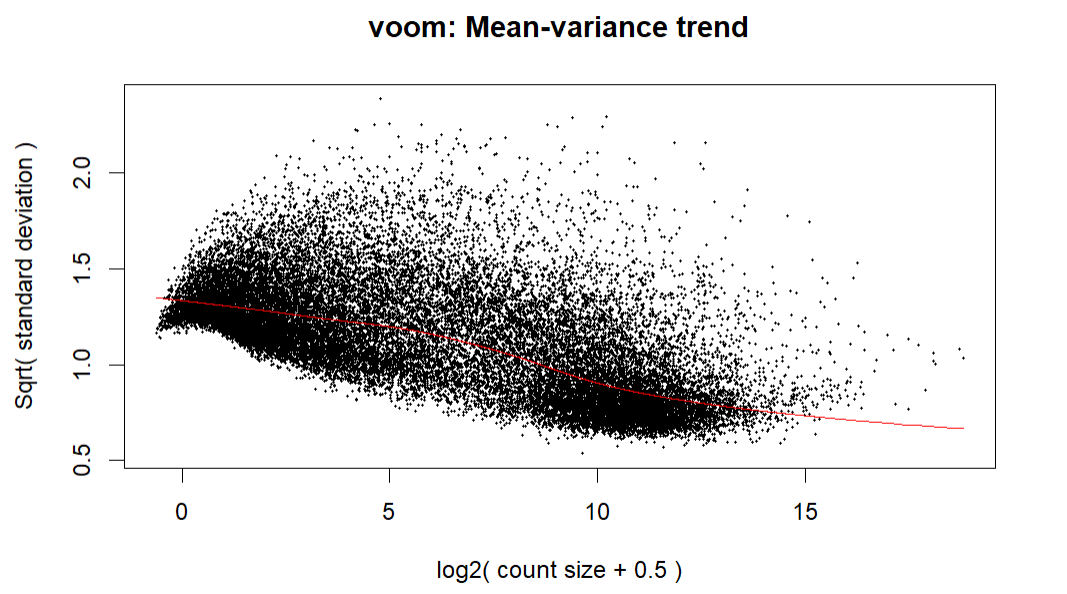 voom: Mean-variance trend
Sqrt( standard deviation )
2.0
1.5
1.0
0.5
0 5 10 15
log2( count size + 0.5 )